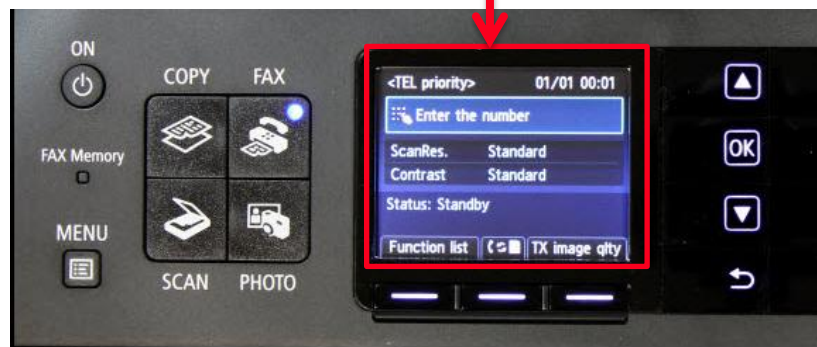 ON
COPY FAX
FAX Memory
MENU
SCAN PHOTO
<TEL priority> 01/01 00:01
Enter the number
ScanRes. Standard
Contrast Standard
Status: Standby
Function list TX image qlty
OK